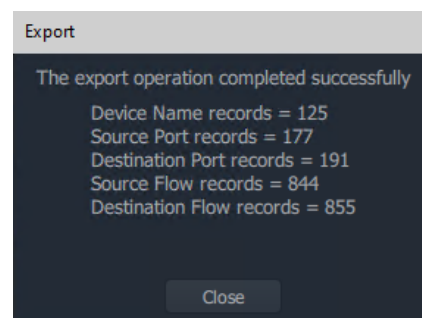 Export
The export operation completed successfully
Device Name records = 125
Source Port records = 177
Destination Port records = 191
Source Flow records = 844
Destination Flow records = 855
Close